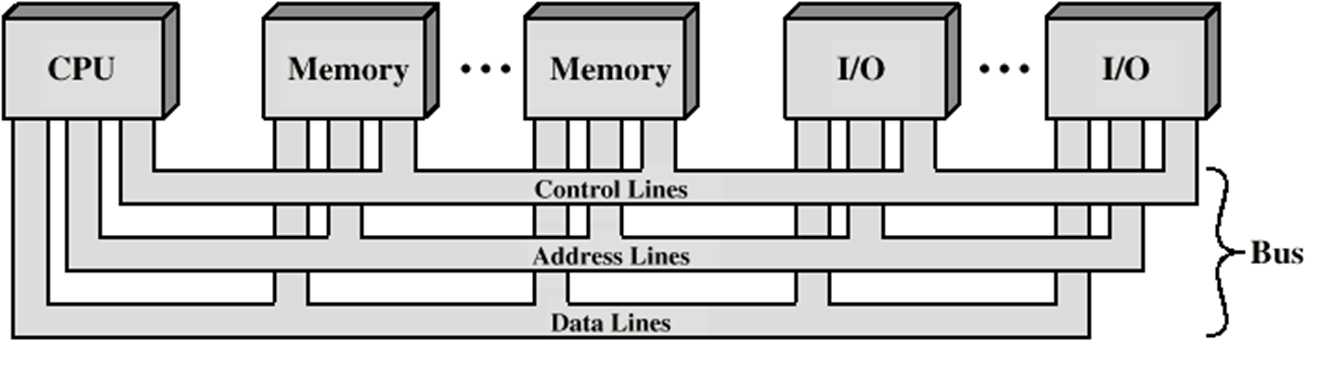 CPU
Memory
• • •
Memory
I/O
• • •
I/O
Control Lines
Address Lines
Bus
Data Lines